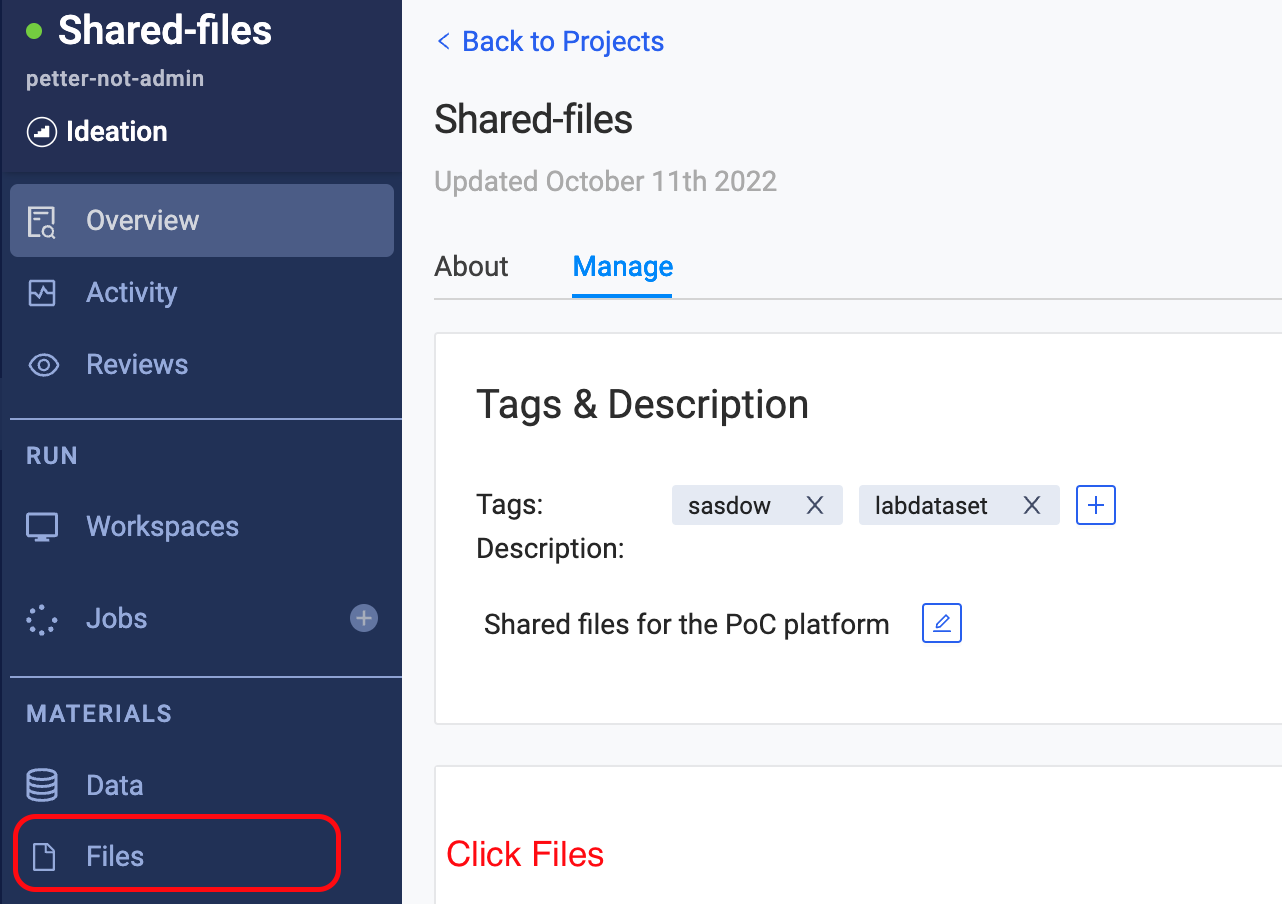 Shared-files
petter-not-admin
Ideation
Overview
Activity
Reviews
RUN
Workspaces
Jobs
MATERIALS
Data
Files
< Back to Projects
Shared-files
Updated October 11th 2022
About Manage
Tags & Description
Tags: sasdow X labdataset X +
Description:
Shared files for the PoC platform
Click Files